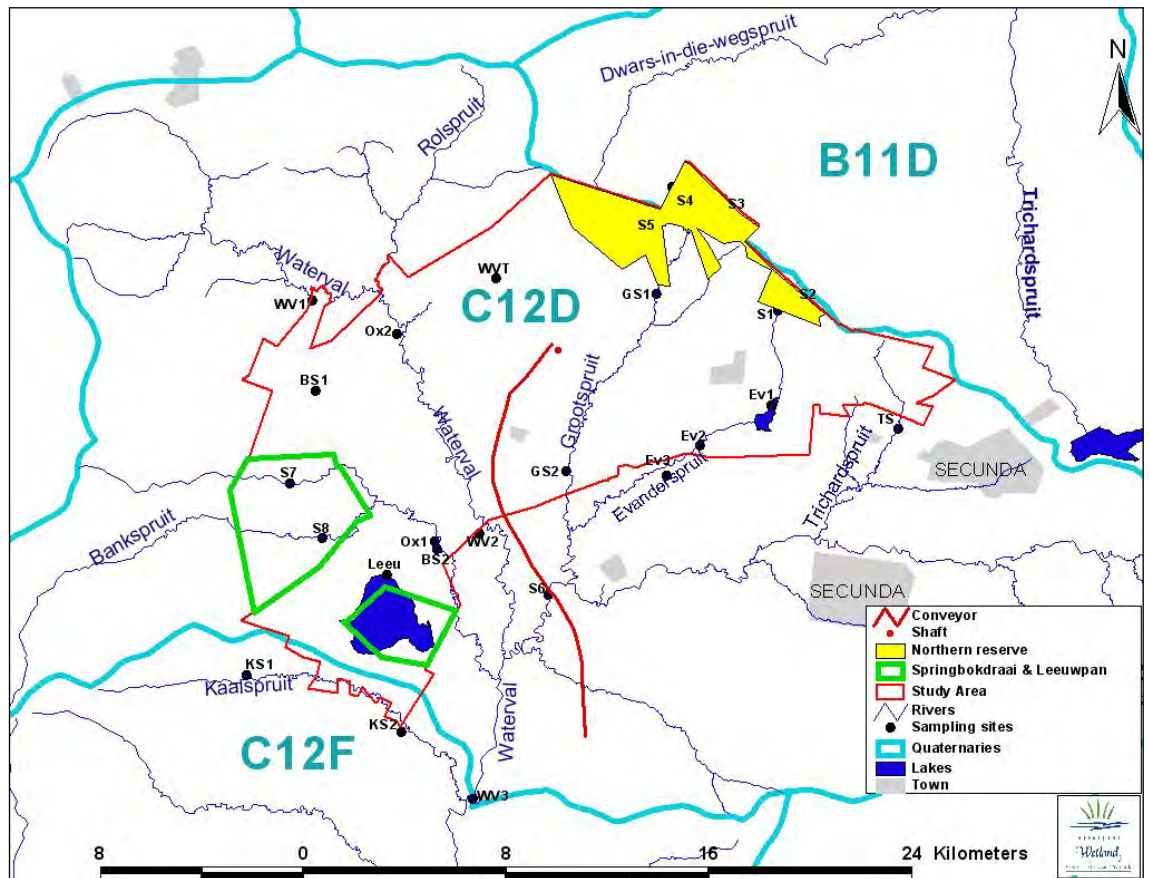 Dwars-in-die-wegspruit
N
Rolspruit
B11D
S4
S3
S5
Trichardspruit
Waterval
WVT
WV1
C12D
GS1
S2
S1
Ox2
BS1
Ev1
Grootspruit
Waterval
TS
Ev2
Ev3
GS2
SECUNDA
S7
Evanderspruit
Trichardspruit
Bankspruit
S8
Ox1
WV2
BS2
Leeu
S6
SECUNDA
Conveyor
Shaft
Northern reserve
Springbokdraai & Leeuwpan
Study Area
Rivers
Sampling sites
Quaternaries
Lakes
Town
KS1
Kaalspruit
KS2
Waterval
C12F
WV3
Wetland
8 0 8 16 24 Kilometers